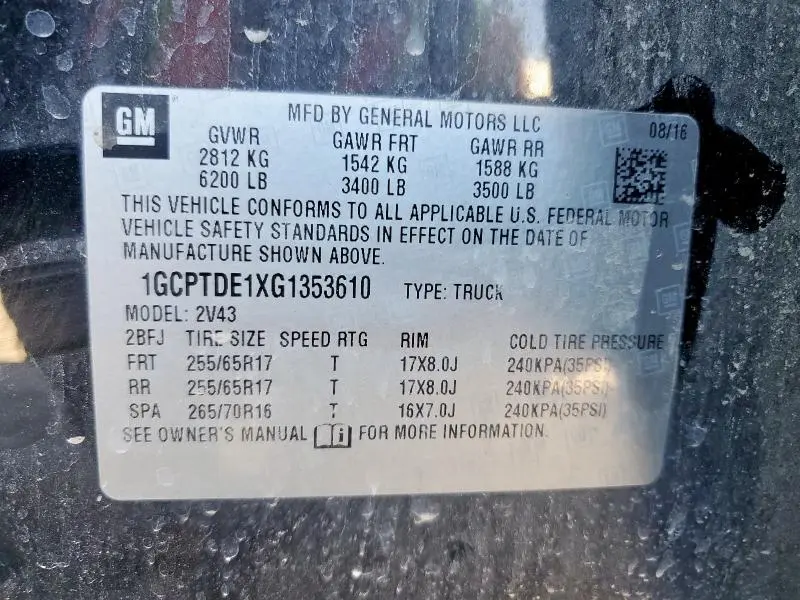 GM
MFD BY GENERAL MOTORS LLC 08/16
GVWR GAWR FRT GAWR RR
2812 KG 1542 KG 1588 KG
6200 LB 3400 LB 3500 LB
THIS VEHICLE CONFORMS TO ALL APPLICABLE U.S. FEDERAL MOTOR
VEHICLE SAFETY STANDARDS IN EFFECT ON THE DATE OF
MANUFACTURE SHOWN ABOVE.
1GCPTDE1XG1353610 TYPE: TRUCK
MODEL: 2V43
2BFJ TIRE SIZE SPEED RTG RIM COLD TIRE PRESSURE
FRT 255/65R17 T 17X8.0J 240KPA(35PSI)
RR 255/65R17 T 17X8.0J 240KPA(35PSI)
SPA 265/70R16 T 16X7.0J 240KPA(35PSI)
SEE OWNER'S MANUAL i FOR MORE INFORMATION.